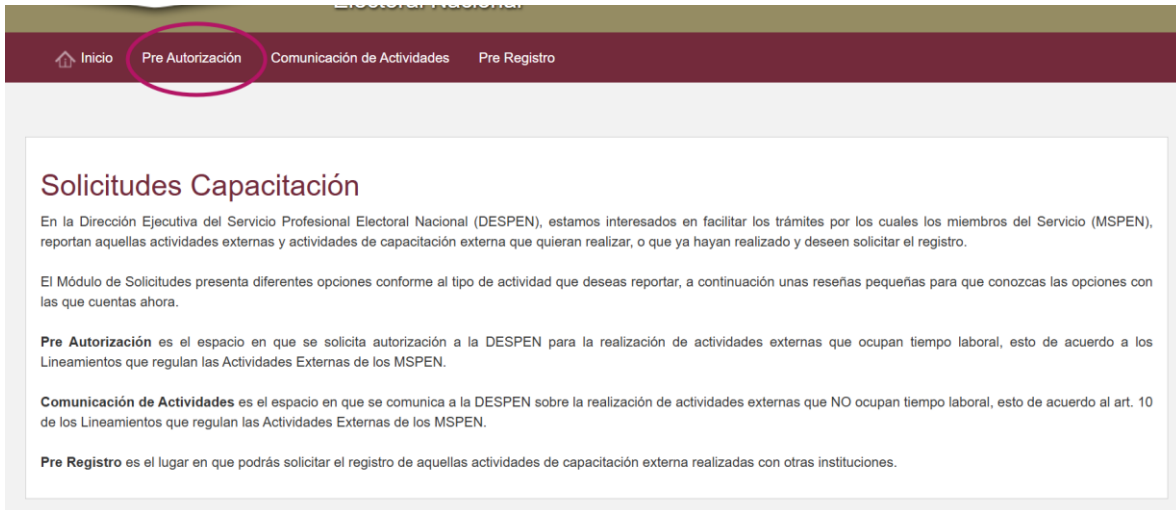 Electoral Nacional
Inicio Pre Autorización Comunicación de Actividades Pre Registro
Solicitudes Capacitación
En la Dirección Ejecutiva del Servicio Profesional Electoral Nacional (DESPEN), estamos interesados en facilitar los trámites por los cuales los miembros del Servicio (MSPEN),
reportan aquellas actividades externas y actividades de capacitación externa que quieran realizar, o que ya hayan realizado y deseen solicitar el registro.
El Módulo de Solicitudes presenta diferentes opciones conforme al tipo de actividad que deseas reportar, a continuación unas reseñas pequeñas para que conozcas las opciones con
las que cuentas ahora.
Pre Autorización es el espacio en que se solicita autorización a la DESPEN para la realización de actividades externas que ocupan tiempo laboral, esto de acuerdo a los
Lineamientos que regulan las Actividades Externas de los MSPEN.
Comunicación de Actividades es el espacio en que se comunica a la DESPEN sobre la realización de actividades externas que NO ocupan tiempo laboral, esto de acuerdo al art. 10
de los Lineamientos que regulan las Actividades Externas de los MSPEN.
Pre Registro es el lugar en que podrás solicitar el registro de aquellas actividades de capacitación externa realizadas con otras instituciones.